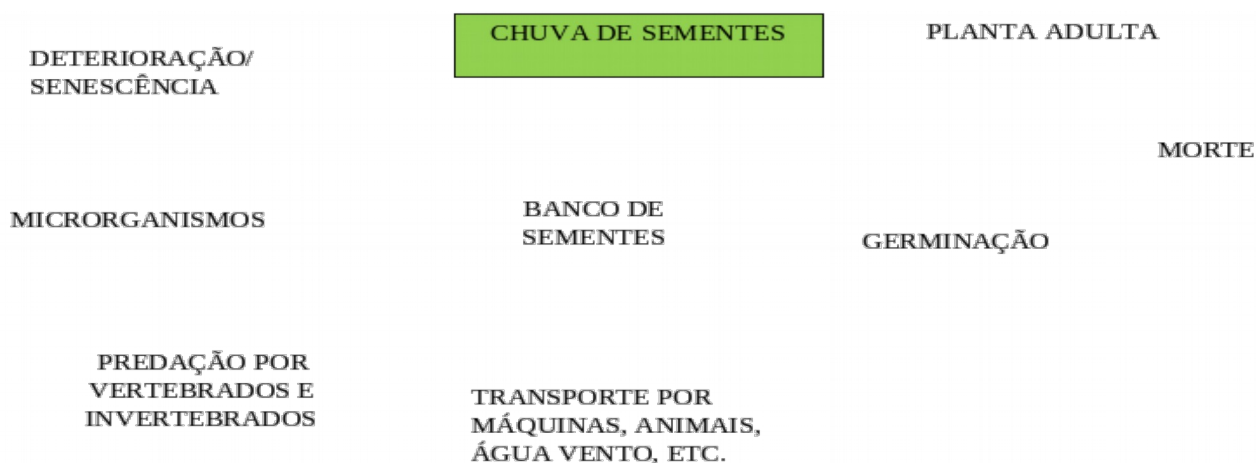 CHUVA DE SEMENTES
PLANTA ADULTA
DETERIORAÇÃO/
SENESCÊNCIA
MORTE
MICRORGANISMOS
BANCO DE
SEMENTES
GERMINAÇÃO
PREDAÇÃO POR
VERTEBRADOS E
INVERTEBRADOS
TRANSPORTE POR
MÁQUINAS, ANIMAIS,
ÁGUA VENTO, ETC.